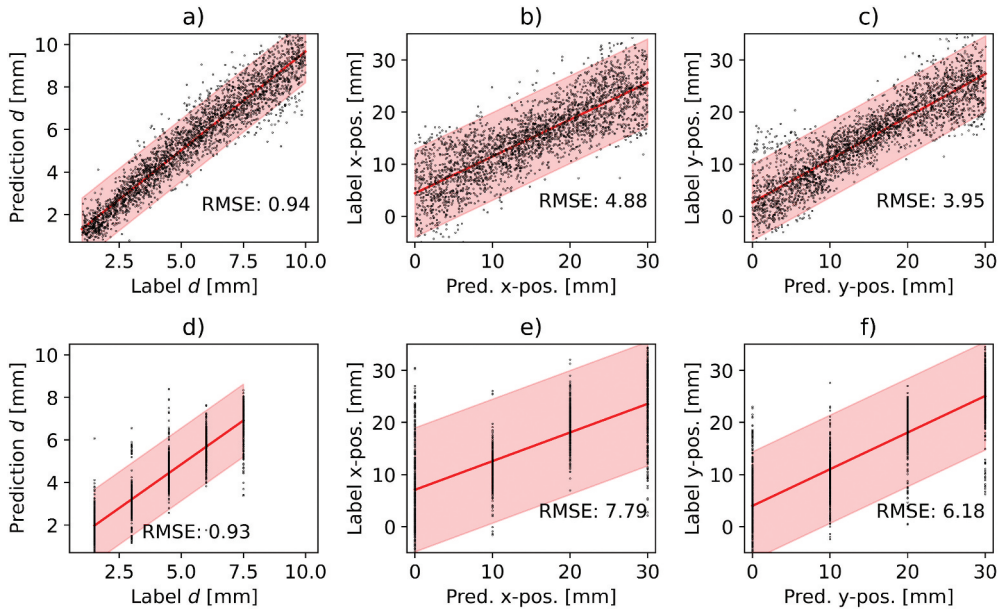 a)
Prediction d [mm]
10
8
6
4
2
RMSE: 0.94
2.5 5.0 7.5 10.0
Label d [mm]
b)
Label x-pos. [mm]
30
20
10
0
RMSE: 4.88
0 10 20 30
Pred. x-pos. [mm]
c)
Label y-pos. [mm]
30
20
10
0
RMSE: 3.95
0 10 20 30
Pred. y-pos. [mm]
d)
Prediction d [mm]
10
8
6
4
2
RMSE: 0.93
2.5 5.0 7.5 10.0
Label d [mm]
e)
Label x-pos. [mm]
30
20
10
0
RMSE: 7.79
0 10 20 30
Pred. x-pos. [mm]
f)
Label y-pos. [mm]
30
20
10
0
RMSE: 6.18
0 10 20 30
Pred. y-pos. [mm]